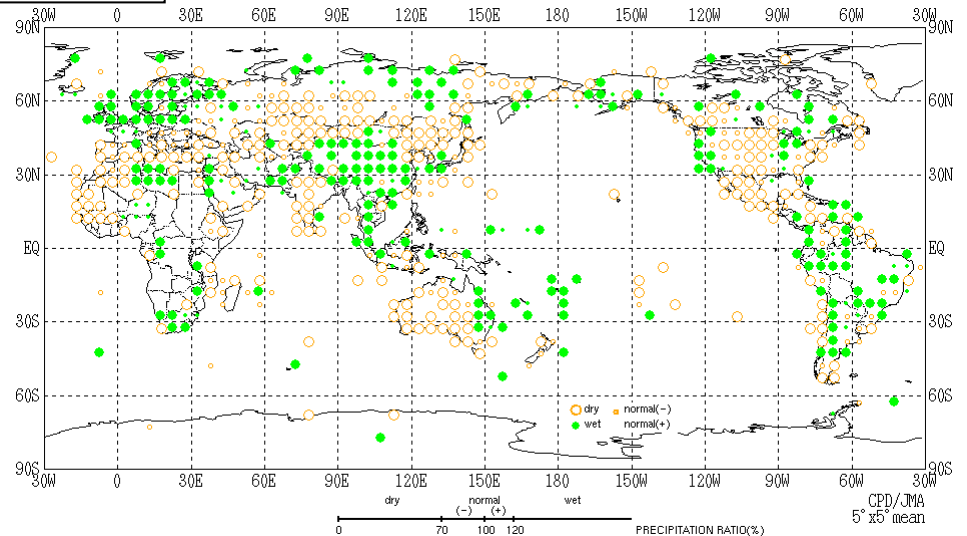 30W 0 30E 60E 90E 120E 150E 180 150W 120W 90W 60W 30W
90N 90N
60N 60N
30N 30N
EQ EQ
30S 30S
60S 60S
dry normal(−)
wet normal(+)
90S 90S
30W 0 30E 60E 90E 120E 150E 180 150W 120W 90W 60W 30W
dry normal wet
(−) (+)
0 70 100 120 PRECIPITATION RATIO(%)
CPD/JMA
5°x5°mean